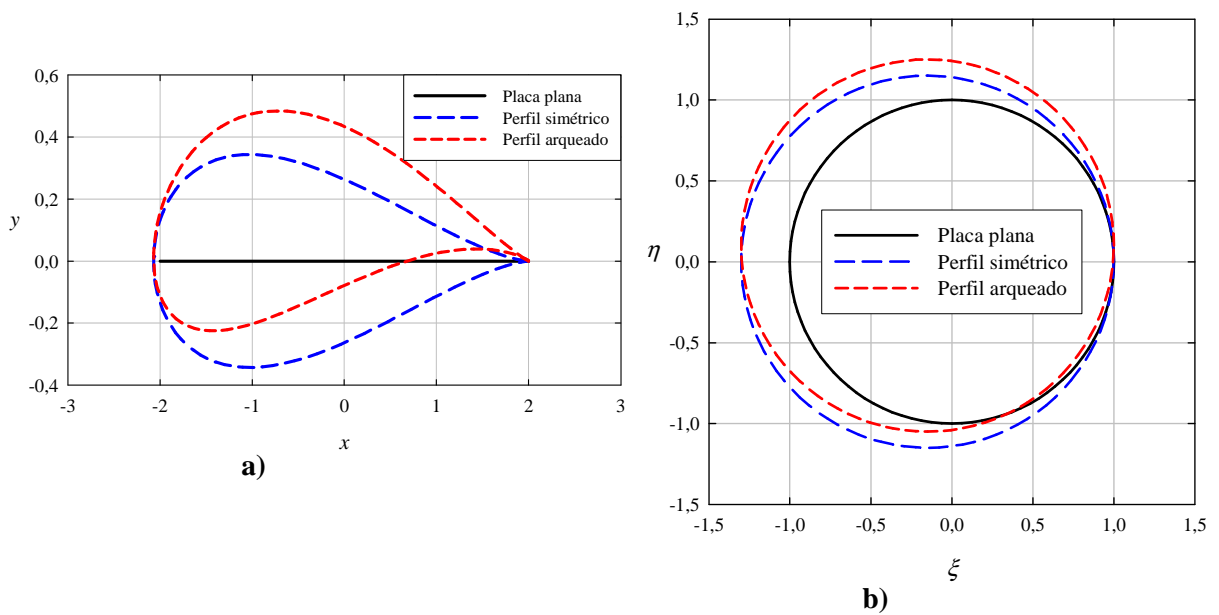 0,6
0,4
0,2
y
0,0
-0,2
-0,4
Placa plana
Perfil simétrico
Perfil arqueado
-3 -2 -1 0 1 2 3
x
a)
1,5
1,0
0,5
η 0,0
-0,5
-1,0
-1,5
Placa plana
Perfil simétrico
Perfil arqueado
-1,5 -1,0 -0,5 0,0 0,5 1,0 1,5
ξ
b)